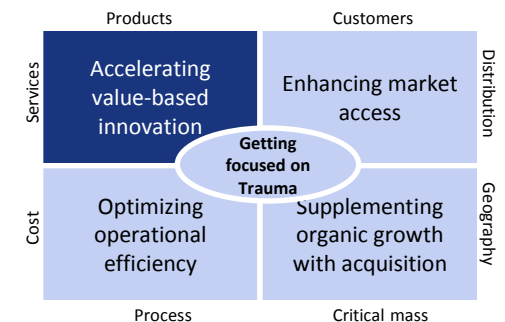 Products
Customers
Services
Accelerating
value-based
innovation
Enhancing market
access
Distribution
Getting
focused on
Trauma
Cost
Optimizing
operational
efficiency
Supplementing
organic growth
with acquisition
Geography
Process
Critical mass